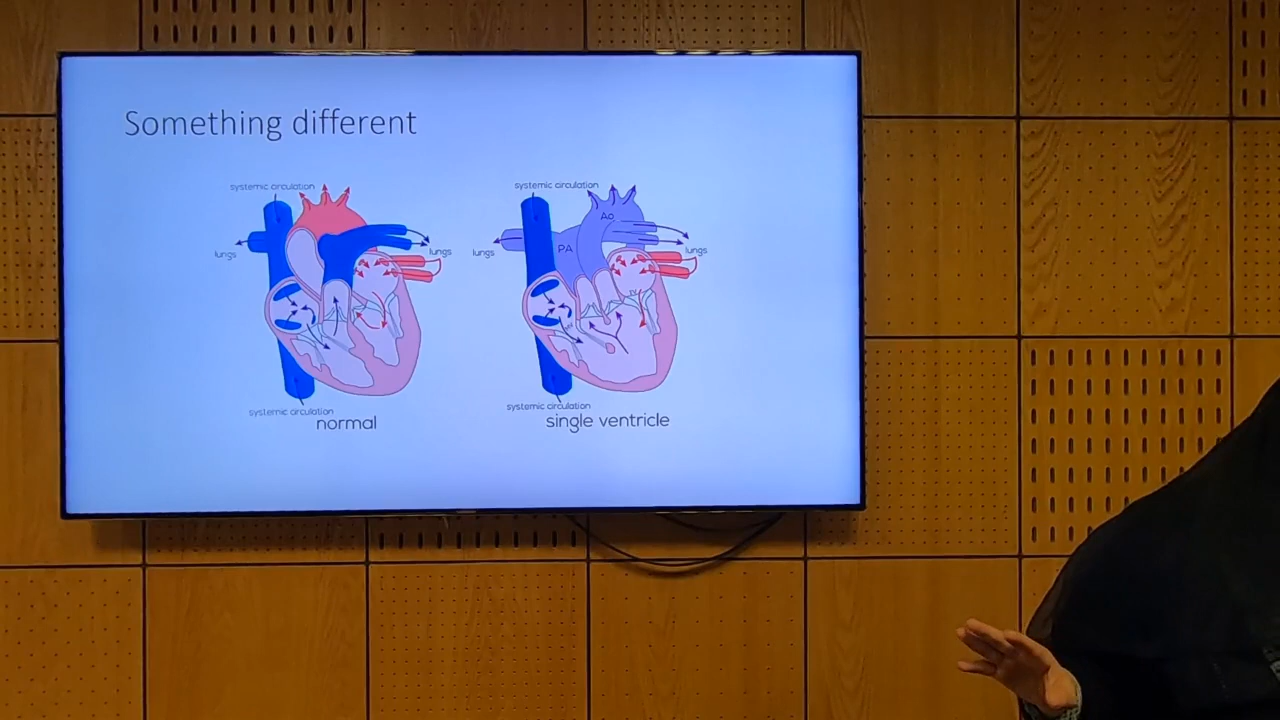 Something different
systemic circulation
lungs
lungs
systemic circulation
normal
systemic circulation
Ao
PA
lungs
lungs
systemic circulation
single ventricle